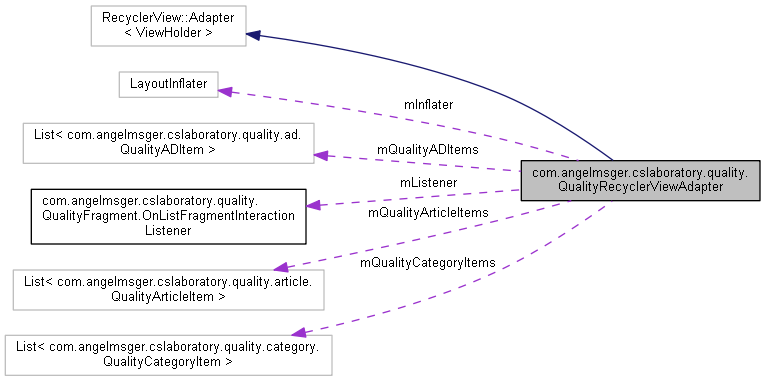 RecyclerView::Adapter
< ViewHolder >
LayoutInflater
mInflater
List< com.angelmsger.cslaboratory.quality.ad.
QualityADItem >
mQualityADItems
com.angelmsger.cslaboratory.quality.
QualityRecyclerViewAdapter
mListener
com.angelmsger.cslaboratory.quality.
QualityFragment.OnListFragmentInteraction
Listener
mQualityArticleItems
mQualityCategoryItems
List< com.angelmsger.cslaboratory.quality.article.
QualityArticleItem >
List< com.angelmsger.cslaboratory.quality.category.
QualityCategoryItem >